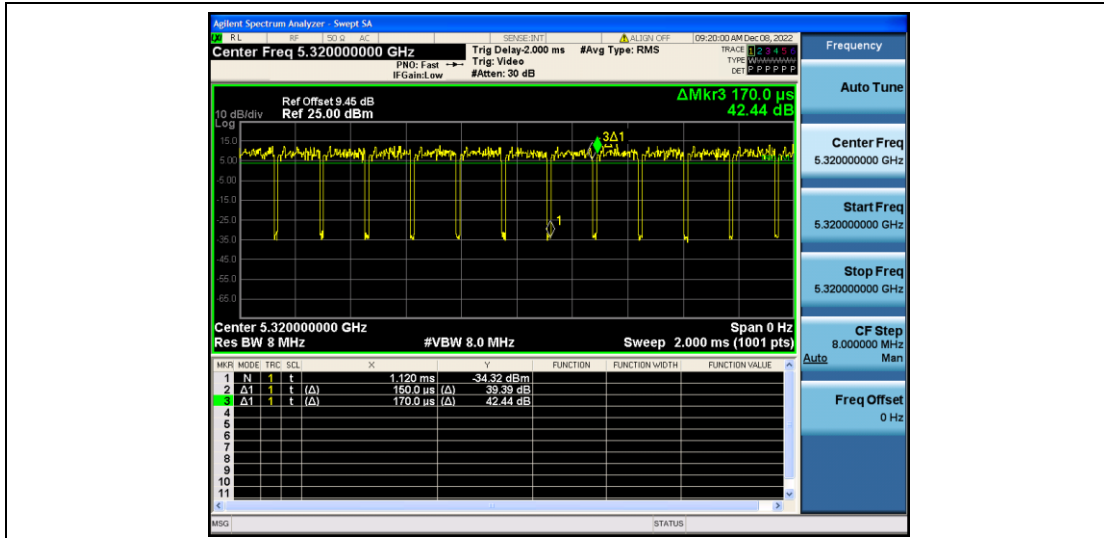 Agilent Spectrum Analyzer - Swept SA
RL RF 50 Ω AC SENSE:INT ALIGN OFF 09:20:00 AM Dec 08, 2022
Center Freq 5.320000000 GHz
PNO: Fast
IFGain:Low
Trig Delay-2.000 ms
Trig: Video
#Atten: 30 dB
#Avg Type: RMS
TRACE 1 2 3 4 5 6
TYPE
DET P P P P P P
ΔMkr3 170.0 µs
42.44 dB
Ref Offset 9.45 dB
10 dB/div Ref 25.00 dBm
Log
15.0
5.00
-5.00
-15.0
-25.0
-35.0
-45.0
-55.0
-65.0
3Δ1
1
Center 5.320000000 GHz Span 0 Hz
Res BW 8 MHz #VBW 8.0 MHz Sweep 2.000 ms (1001 pts)
MKR MODE TRC SCL X Y FUNCTION FUNCTION WIDTH FUNCTION VALUE
1 N 1 t 1.120 ms -34.32 dBm
2 Δ1 1 t (Δ) 150.0 µs (Δ) 39.39 dB
3 Δ1 1 t (Δ) 170.0 µs (Δ) 42.44 dB
4
5
6
7
8
9
10
11
MSG STATUS
Frequency
Auto Tune
Center Freq
5.320000000 GHz
Start Freq
5.320000000 GHz
Stop Freq
5.320000000 GHz
CF Step
8.000000 MHz
Auto Man
Freq Offset
0 Hz